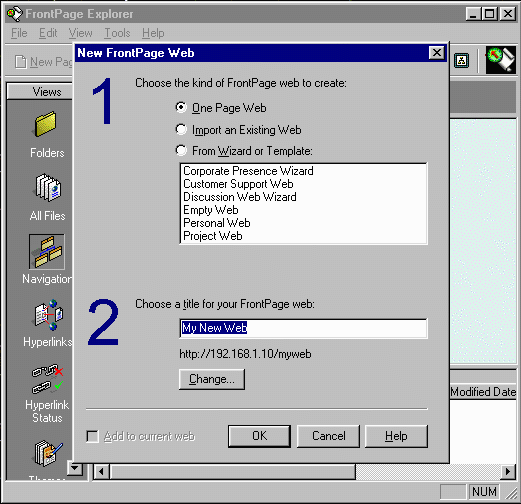 FrontPage Explorer
File Edit View Tools Help
New Pag
New FrontPage Web
Views
Folders
All Files
Navigation
Hyperlinks
Hyperlink
Status
1
Choose the kind of FrontPage web to create:
One Page Web
Import an Existing Web
From Wizard or Template:
Corporate Presence Wizard
Customer Support Web
Discussion Web Wizard
Empty Web
Personal Web
Project Web
2
Choose a title for your FrontPage web:
My New Web
http://192.168.1.10/myweb
Change...
Add to current web
OK Cancel Help
Modified Date
NUM